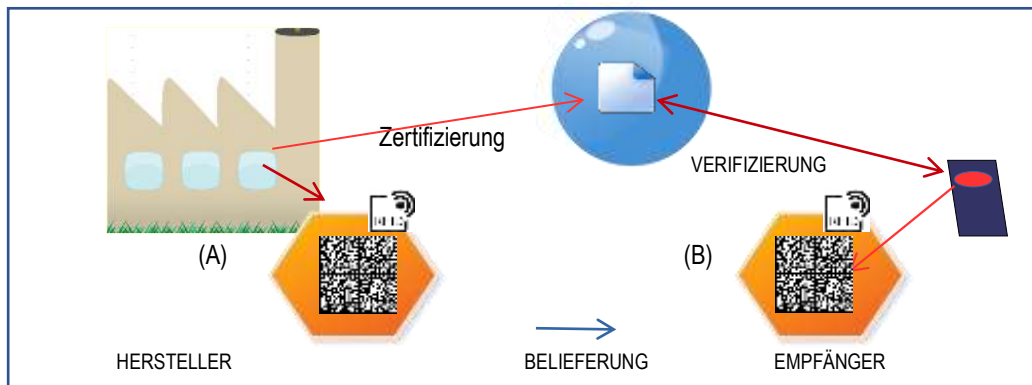 Zertifizierung
VERIFIZIERUNG
(A)
(B)
HERSTELLER
BELIEFERUNG
EMPFÄNGER